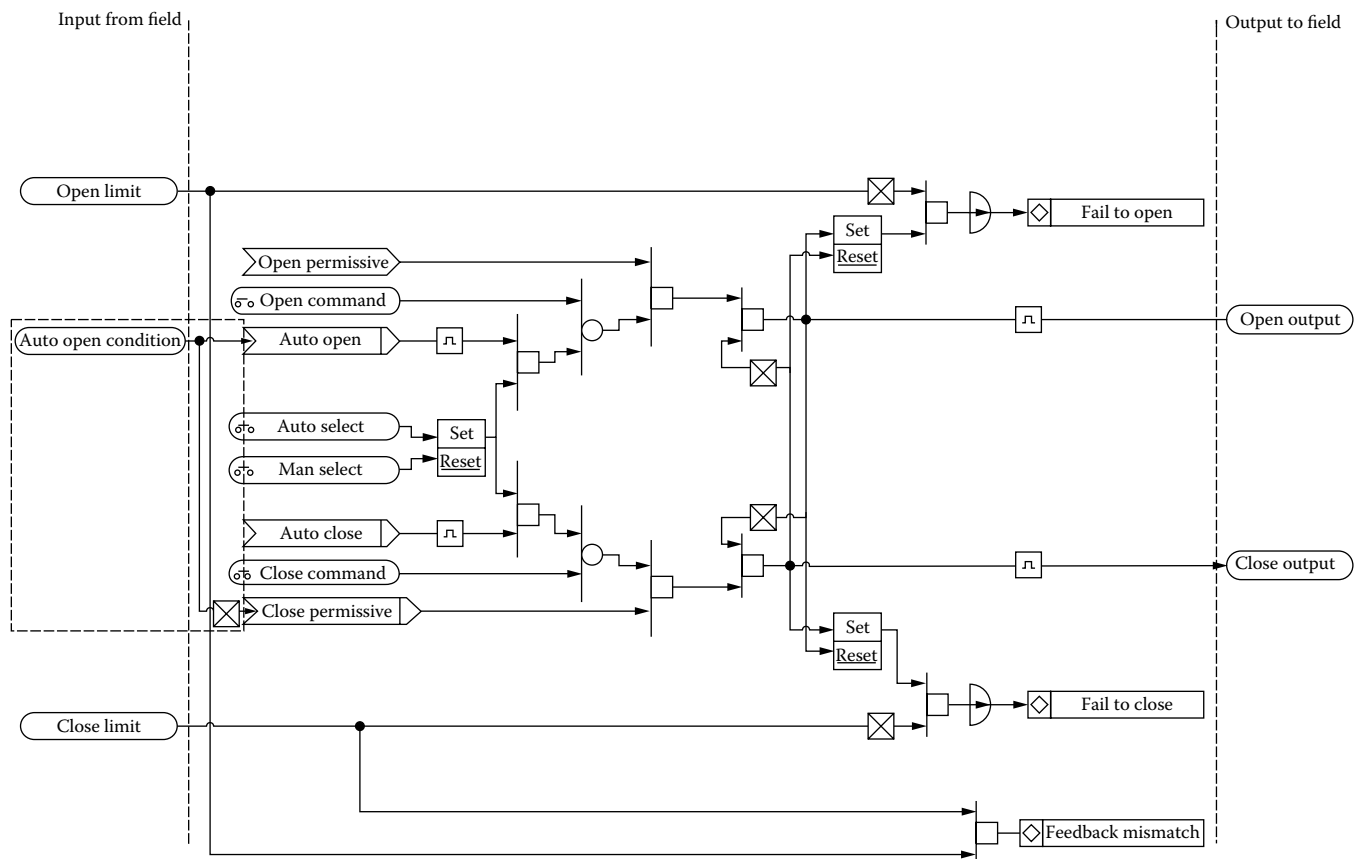 Input from field
Output to field
Open limit
Fail to open
Set
Reset
Open permissive
Open command
Open output
Auto open condition
Auto open
Auto select
Set
Man select
Reset
Auto close
Close command
Close output
Close permissive
Set
Reset
Fail to close
Close limit
Feedback mismatch